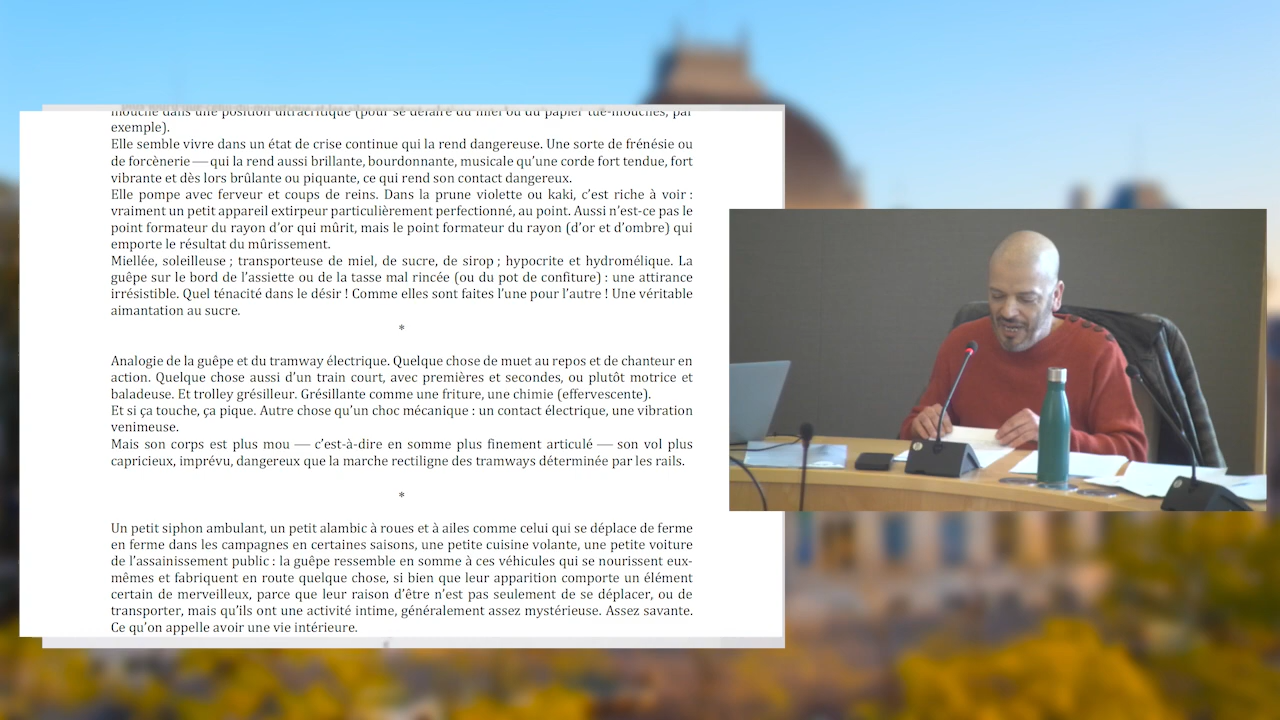 mouche dans une position ultracritique (pour se défaire du miel ou du papier tue-mouches, par
exemple).
Elle semble vivre dans un état de crise continue qui la rend dangereuse. Une sorte de frénésie ou
de forcènerie — qui la rend aussi brillante, bourdonnante, musicale qu’une corde fort tendue, fort
vibrante et dès lors brûlante ou piquante, ce qui rend son contact dangereux.
Elle pompe avec ferveur et coups de reins. Dans la prune violette ou kaki, c’est riche à voir :
vraiment un petit appareil extirpeur particulièrement perfectionné, au point. Aussi n’est-ce pas le
point formateur du rayon d’or qui mûrit, mais le point formateur du rayon (d’or et d’ombre) qui
emporte le résultat du mûrissement.
Miellée, soleilleuse ; transporteuse de miel, de sucre, de sirop ; hypocrite et hydromélique. La
guêpe sur le bord de l’assiette ou de la tasse mal rincée (ou du pot de confiture) : une attirance
irrésistible. Quel ténacité dans le désir ! Comme elles sont faites l’une pour l’autre ! Une véritable
aimantation au sucre.
*
Analogie de la guêpe et du tramway électrique. Quelque chose de muet au repos et de chanteur en
action. Quelque chose aussi d’un train court, avec premières et secondes, ou plutôt motrice et
baladeuse. Et trolley grésilleur. Grésillante comme une friture, une chimie (effervescente).
Et si ça touche, ça pique. Autre chose qu’un choc mécanique : un contact électrique, une vibration
venimeuse.
Mais son corps est plus mou — c’est-à-dire en somme plus finement articulé — son vol plus
capricieux, imprévu, dangereux que la marche rectiligne des tramways déterminée par les rails.
*
Un petit siphon ambulant, un petit alambic à roues et à ailes comme celui qui se déplace de ferme
en ferme dans les campagnes en certaines saisons, une petite cuisine volante, une petite voiture
de l’assainissement public : la guêpe ressemble en somme à ces véhicules qui se nourissent eux-
mêmes et fabriquent en route quelque chose, si bien que leur apparition comporte un élément
certain de merveilleux, parce que leur raison d’être n’est pas seulement de se déplacer, ou de
transporter, mais qu’ils ont une activité intime, généralement assez mystérieuse. Assez savante.
Ce qu’on appelle avoir une vie intérieure.